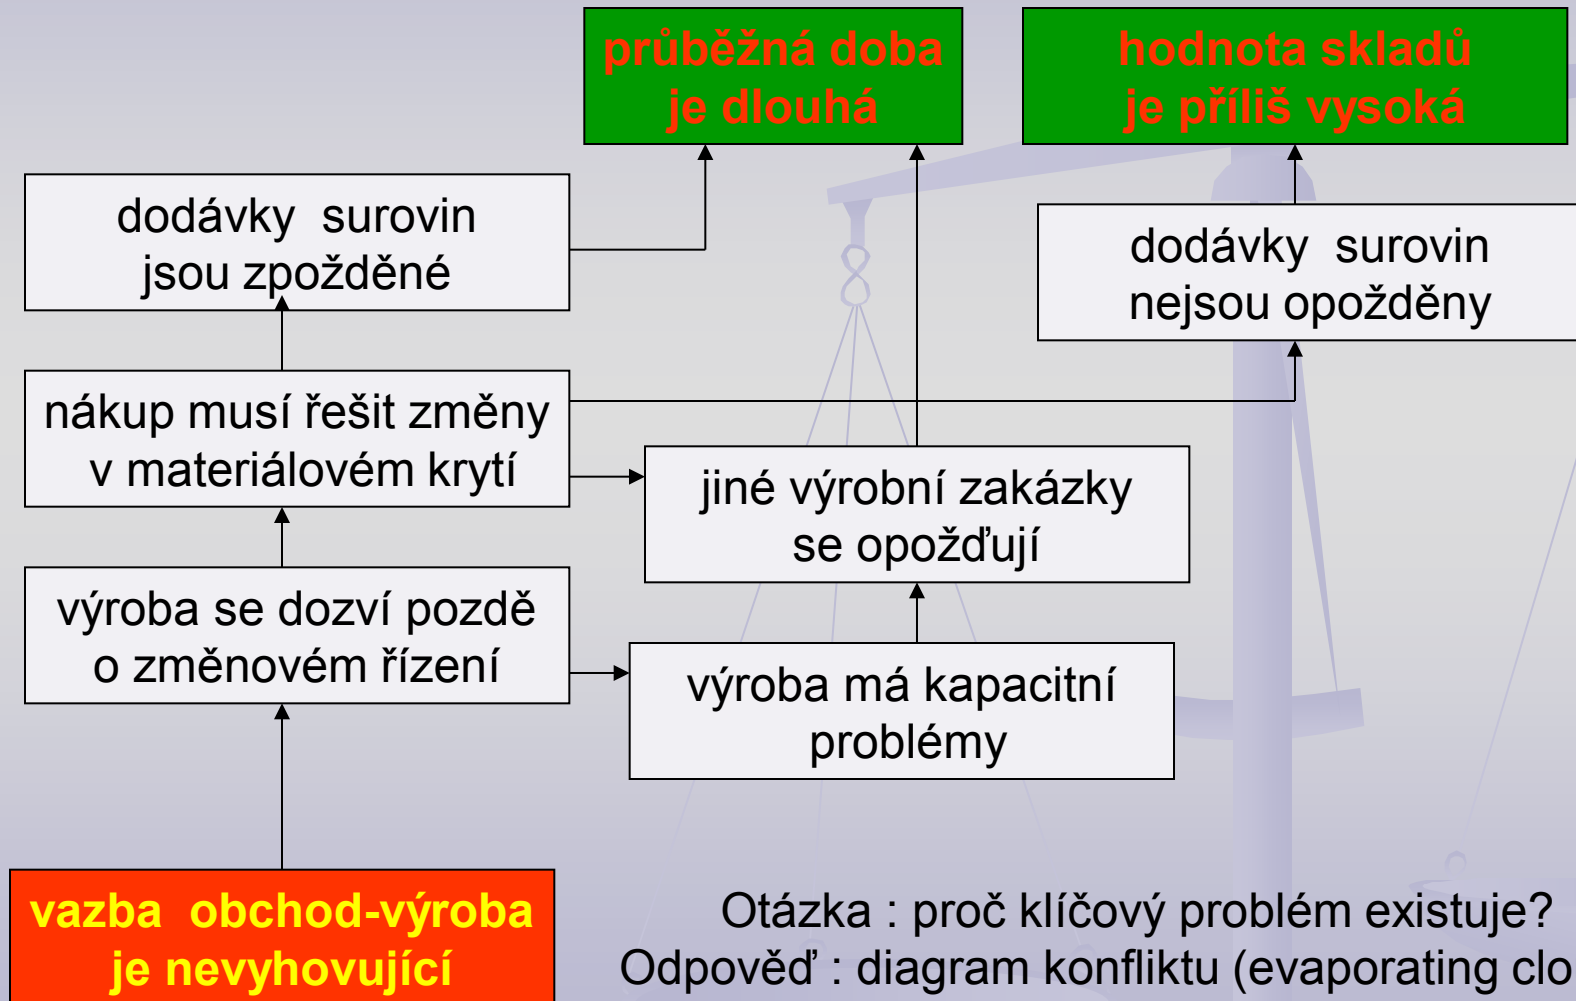 průběžná doba
je dlouhá
hodnota skladů
je příliš vysoká
dodávky surovin
jsou zpožděné
dodávky surovin
nejsou opožděny
nákup musí řešit změny
v materiálovém krytí
jiné výrobní zakázky
se opožďují
výroba se dozví pozdě
o změnovém řízení
výroba má kapacitní
problémy
vazba obchod-výroba
je nevyhovující
Otázka : proč klíčový problém existuje?
Odpověď : diagram konfliktu (evaporating clo